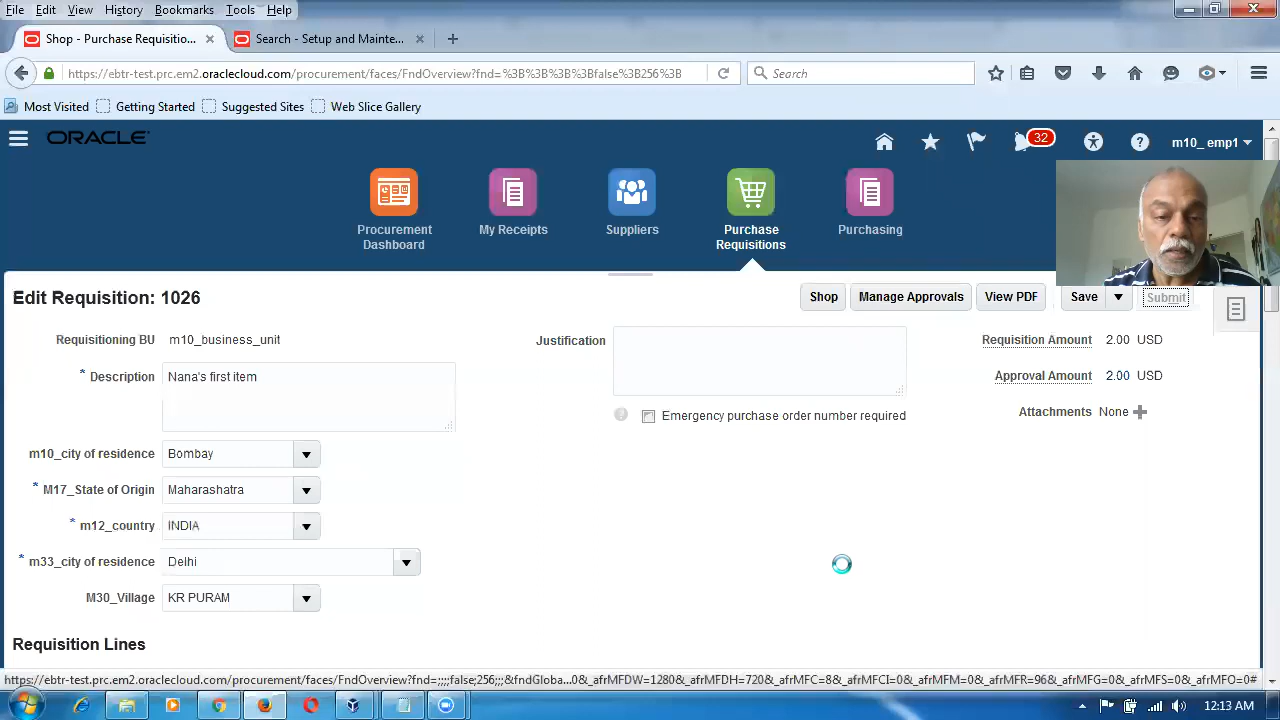 File Edit View History Bookmarks Tools Help
Shop - Purchase Requisitio... × Search - Setup and Mainte... × +
https://ebtr-test.prc.em2.oraclecloud.com/procurement/faces/FndOverview?fnd=%3B%3B%3B%3Bfalse%3B256%3B Search
Most Visited Getting Started Suggested Sites Web Slice Gallery
ORACLE 32 m10_ emp1
Procurement Dashboard My Receipts Suppliers Purchase Requisitions Purchasing
Edit Requisition: 1026 Shop Manage Approvals View PDF Save Submit
Requisitioning BU m10_business_unit Justification Requisition Amount 2.00 USD
* Description Nana's first item Approval Amount 2.00 USD
Emergency purchase order number required Attachments None
m10_city of residence Bombay
* M17_State of Origin Maharashatra
* m12_country INDIA
* m33_city of residence Delhi
M30_Village KR PURAM
Requisition Lines
https://ebtr-test.prc.em2.oraclecloud.com/procurement/faces/FndOverview?fnd=;;;;false;256;;;&fndGloba...0&_afrMFDW=1280&_afrMFDH=720&_afrMFC=8&_afrMFCI=0&_afrMFM=0&_afrMFR=96&_afrMFG=0&_afrMFS=0&_afrMFO=0#
12:13 AM